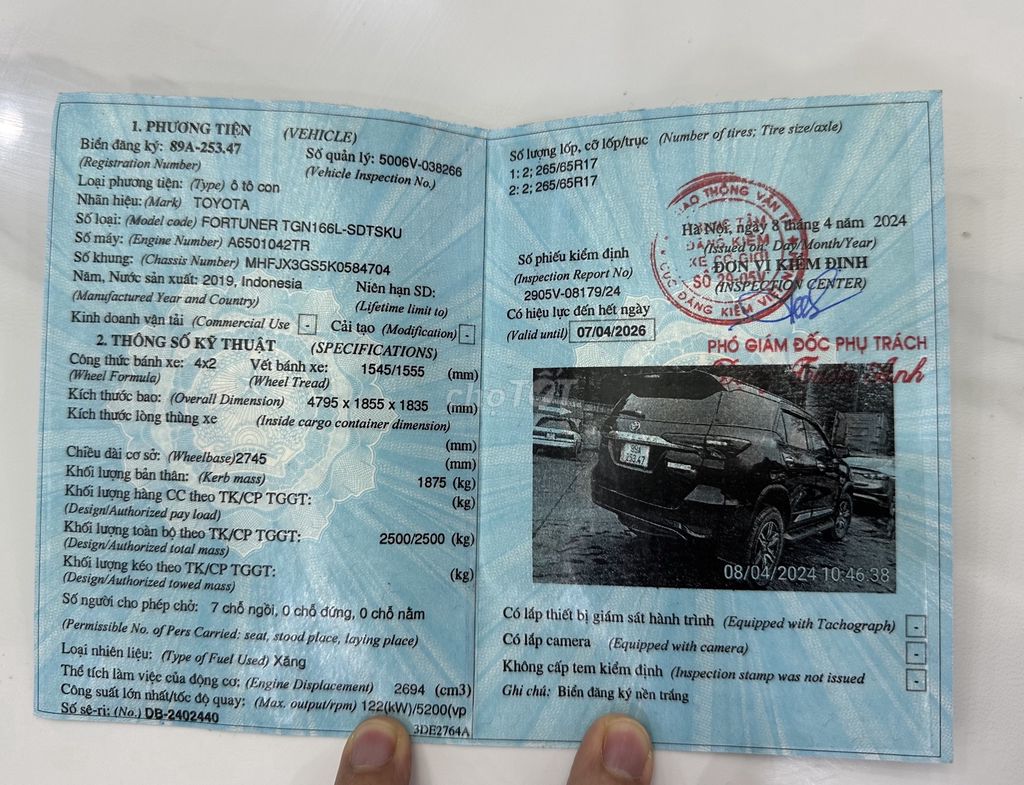 1. PHƯƠNG TIỆN (VEHICLE)
Biển đăng ký: 89A-253.47
Số quản lý: 5006V-038266
(Registration Number)
(Vehicle Inspection No.)
Loại phương tiện: (Type) ô tô con
Nhãn hiệu: (Mark) TOYOTA
Số loại: (Model code) FORTUNER TGN166L-SDTSKU
Số máy: (Engine Number) A6501042TR
Số khung: (Chassis Number) MHFJX3GS5K0584704
Năm, Nước sản xuất: 2019, Indonesia
Niên hạn SD:
(Manufactured Year and Country)
(Lifetime limit to)
Kinh doanh vận tải (Commercial Use - Cải tạo (Modification) -
2. THÔNG SỐ KỸ THUẬT (SPECIFICATIONS)
Công thức bánh xe: 4x2 Vết bánh xe: 1545/1555 (mm)
(Wheel Formula) (Wheel Tread)
Kích thước bao: (Overall Dimension) 4795 x 1855 x 1835 (mm)
Kích thước lòng thùng xe (Inside cargo container dimension)
(mm)
Chiều dài cơ sở: (Wheelbase) 2745 (mm)
Khối lượng bản thân: (Kerb mass) 1875 (kg)
Khối lượng hàng CC theo TK/CP TGGT: (kg)
(Design/Authorized pay load)
Khối lượng toàn bộ theo TK/CP TGGT: 2500/2500 (kg)
(Design/Authorized total mass)
Khối lượng kéo theo TK/CP TGGT: (kg)
(Design/Authorized towed mass)
Số người cho phép chở: 7 chỗ ngồi, 0 chỗ đứng, 0 chỗ nằm
(Permissible No. of Pers Carried: seat, stood place, laying place)
Loại nhiên liệu: (Type of Fuel Used) Xăng
Thể tích làm việc của động cơ: (Engine Displacement) 2694 (cm3)
Công suất lớn nhất/tốc độ quay: (Max. output/rpm) 122(kW)/5200(vp
Số sê-ri: (No.) DB-2402440
3DE2764A
Số lượng lốp, cỡ lốp/trục (Number of tires; Tire size/axle)
1: 2; 265/65R17
2: 2; 265/65R17
Hà Nội, ngày 8 tháng 4 năm 2024
(Issued on: Day/Month/Year)
Số phiếu kiểm định
ĐƠN VỊ KIỂM ĐỊNH
(Inspection Report No)
(INSPECTION CENTER)
2905V-08179/24
Có hiệu lực đến hết ngày
(Valid until) 07/04/2026
ĐĂNG KIỂM
XE CƠ GIỚI
SỐ 29-05V
CỤC ĐĂNG KIỂM
PHÓ GIÁM ĐỐC PHỤ TRÁCH
Tuấn Anh
chợTỐT
89A
253.47
08/04/2024 10:46:38
Có lắp thiết bị giám sát hành trình (Equipped with Tachograph) -
Có lắp camera (Equipped with camera) -
Không cấp tem kiểm định (Inspection stamp was not issued -
Ghi chú: Biển đăng ký nền trắng